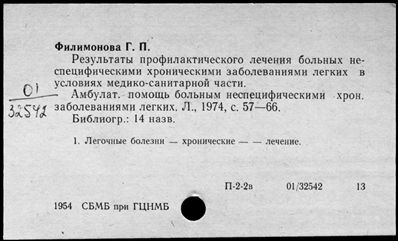 Филимонова Г. П.
Результаты профилактического лечения больных не-
специфическими хроническими заболеваниями легких в
условиях медико-санитарной части.
01
Амбулат. помощь больным неспецифическими хрон.
32542
заболеваниями легких. Л., 1974, с. 57—66.
Библиогр.: 14 назв.
1. Легочные болезни — хронические — — лечение.
П-2-2в 01/32542 13
1954 СБМБ при ГЦНМБ